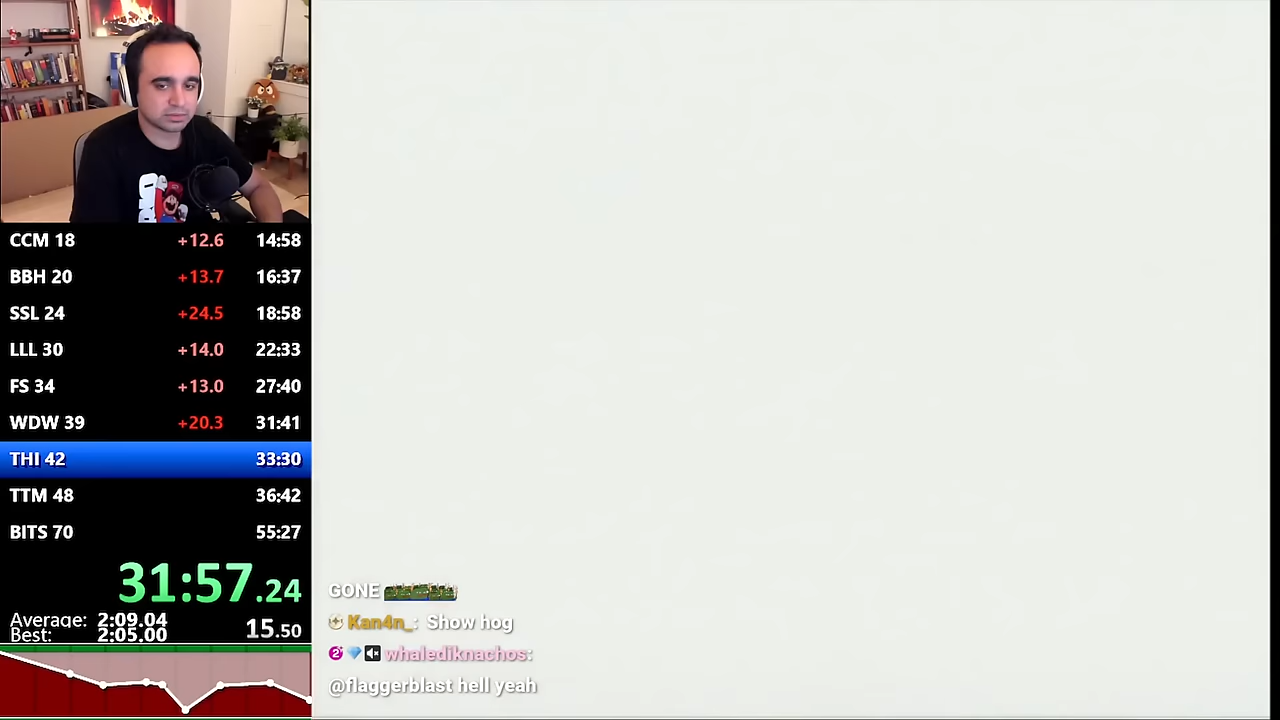 CCM 18 +12.6 14:58
BBH 20 +13.7 16:37
SSL 24 +24.5 18:58
LLL 30 +14.0 22:33
FS 34 +13.0 27:40
WDW 39 +20.3 31:41
THI 42 33:30
TTM 48 36:42
BITS 70 55:27
31:57.24
Average: 2:09.04
Best: 2:05.00
15.50
GONE
Kan4n_: Show hog
whalediknachos:
@flaggerblast hell yeah